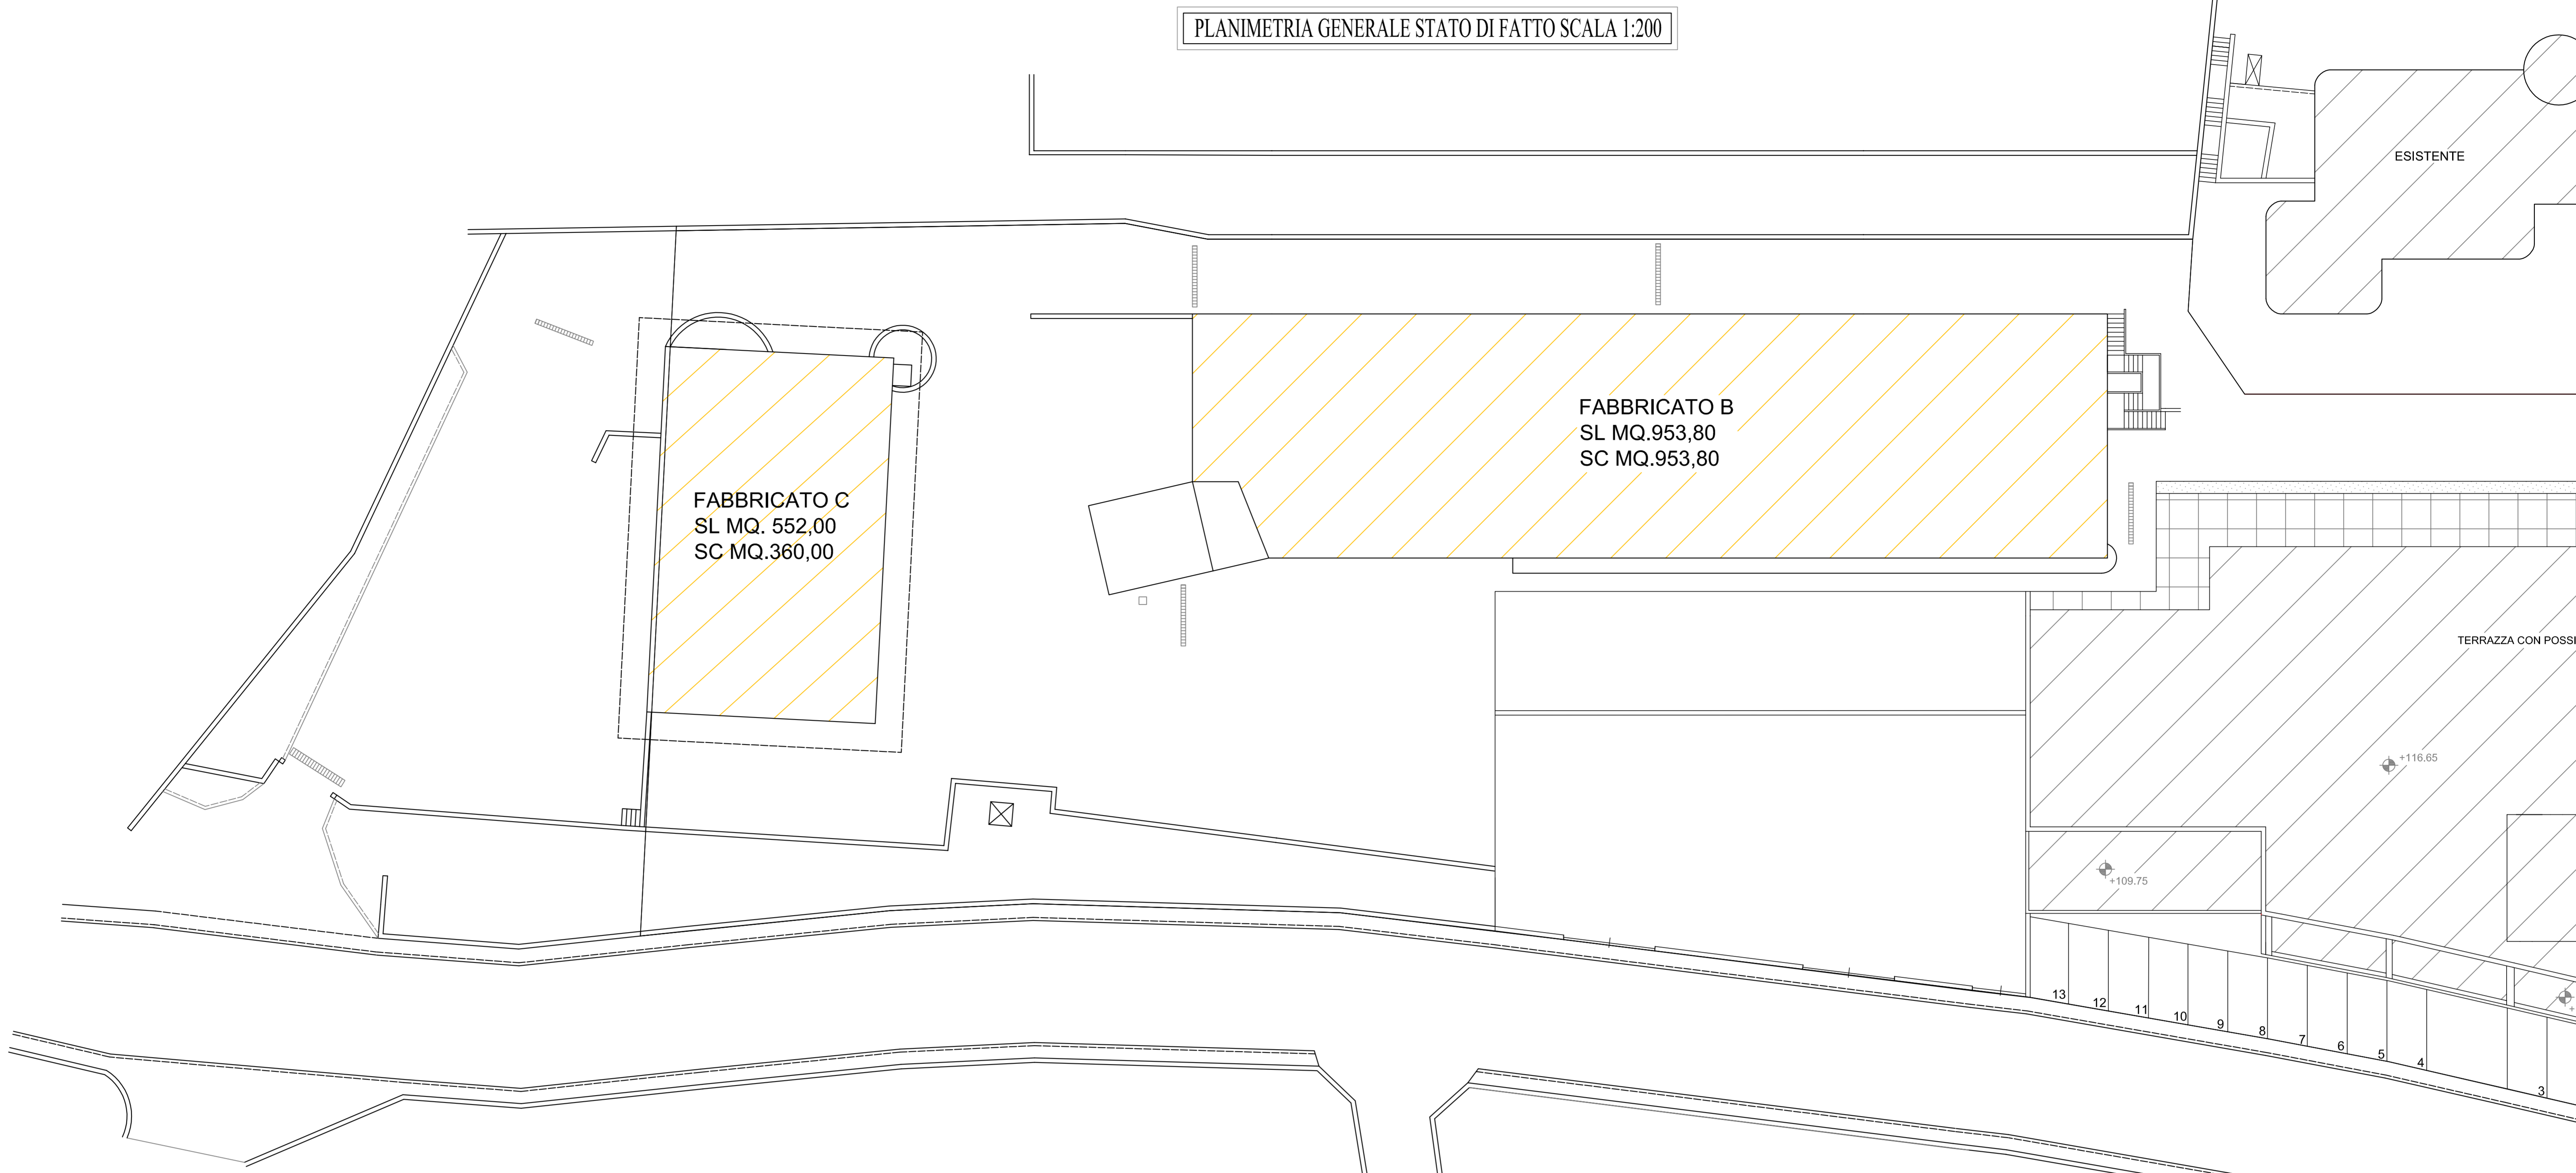 PLANIMETRIA GENERALE STATO DI FATTO SCALA 1:200
ESISTENTE
FABBRICATO B
SL MQ.953,80
SC MQ.953,80
FABBRICATO C
SL MQ. 552,00
SC MQ.360,00
TERRAZZA CON
+116,65
+109.75
13
12
11
10
9
8
7
6
5
4
3